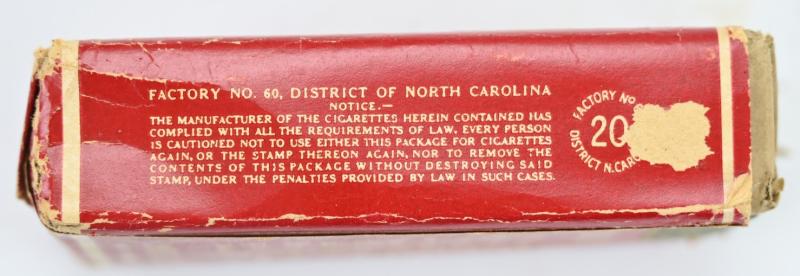 FACTORY NO. 60, DISTRICT OF NORTH CAROLINA
NOTICE.—
THE MANUFACTURER OF THE CIGARETTES HEREIN CONTAINED HAS
COMPLIED WITH ALL THE REQUIREMENTS OF LAW. EVERY PERSON
IS CAUTIONED NOT TO USE EITHER THIS PACKAGE FOR CIGARETTES
AGAIN, OR THE STAMP THEREON AGAIN, NOR TO REMOVE THE
CONTENTS OF THIS PACKAGE WITHOUT DESTROYING SAID
STAMP, UNDER THE PENALTIES PROVIDED BY LAW IN SUCH CASES.
FACTORY NO
20
DISTRICT N.CARO